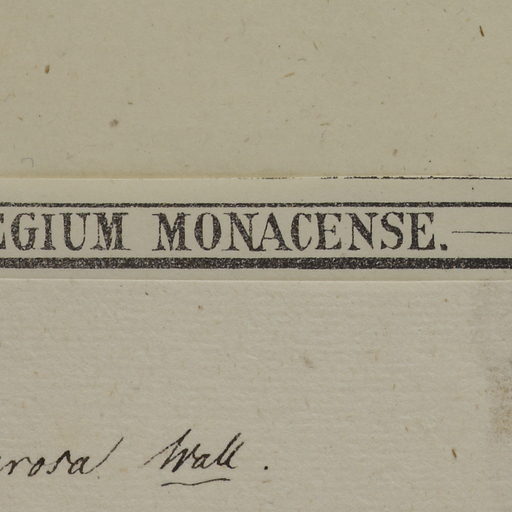 EGIUM MONACENSE.
rosa Wall.